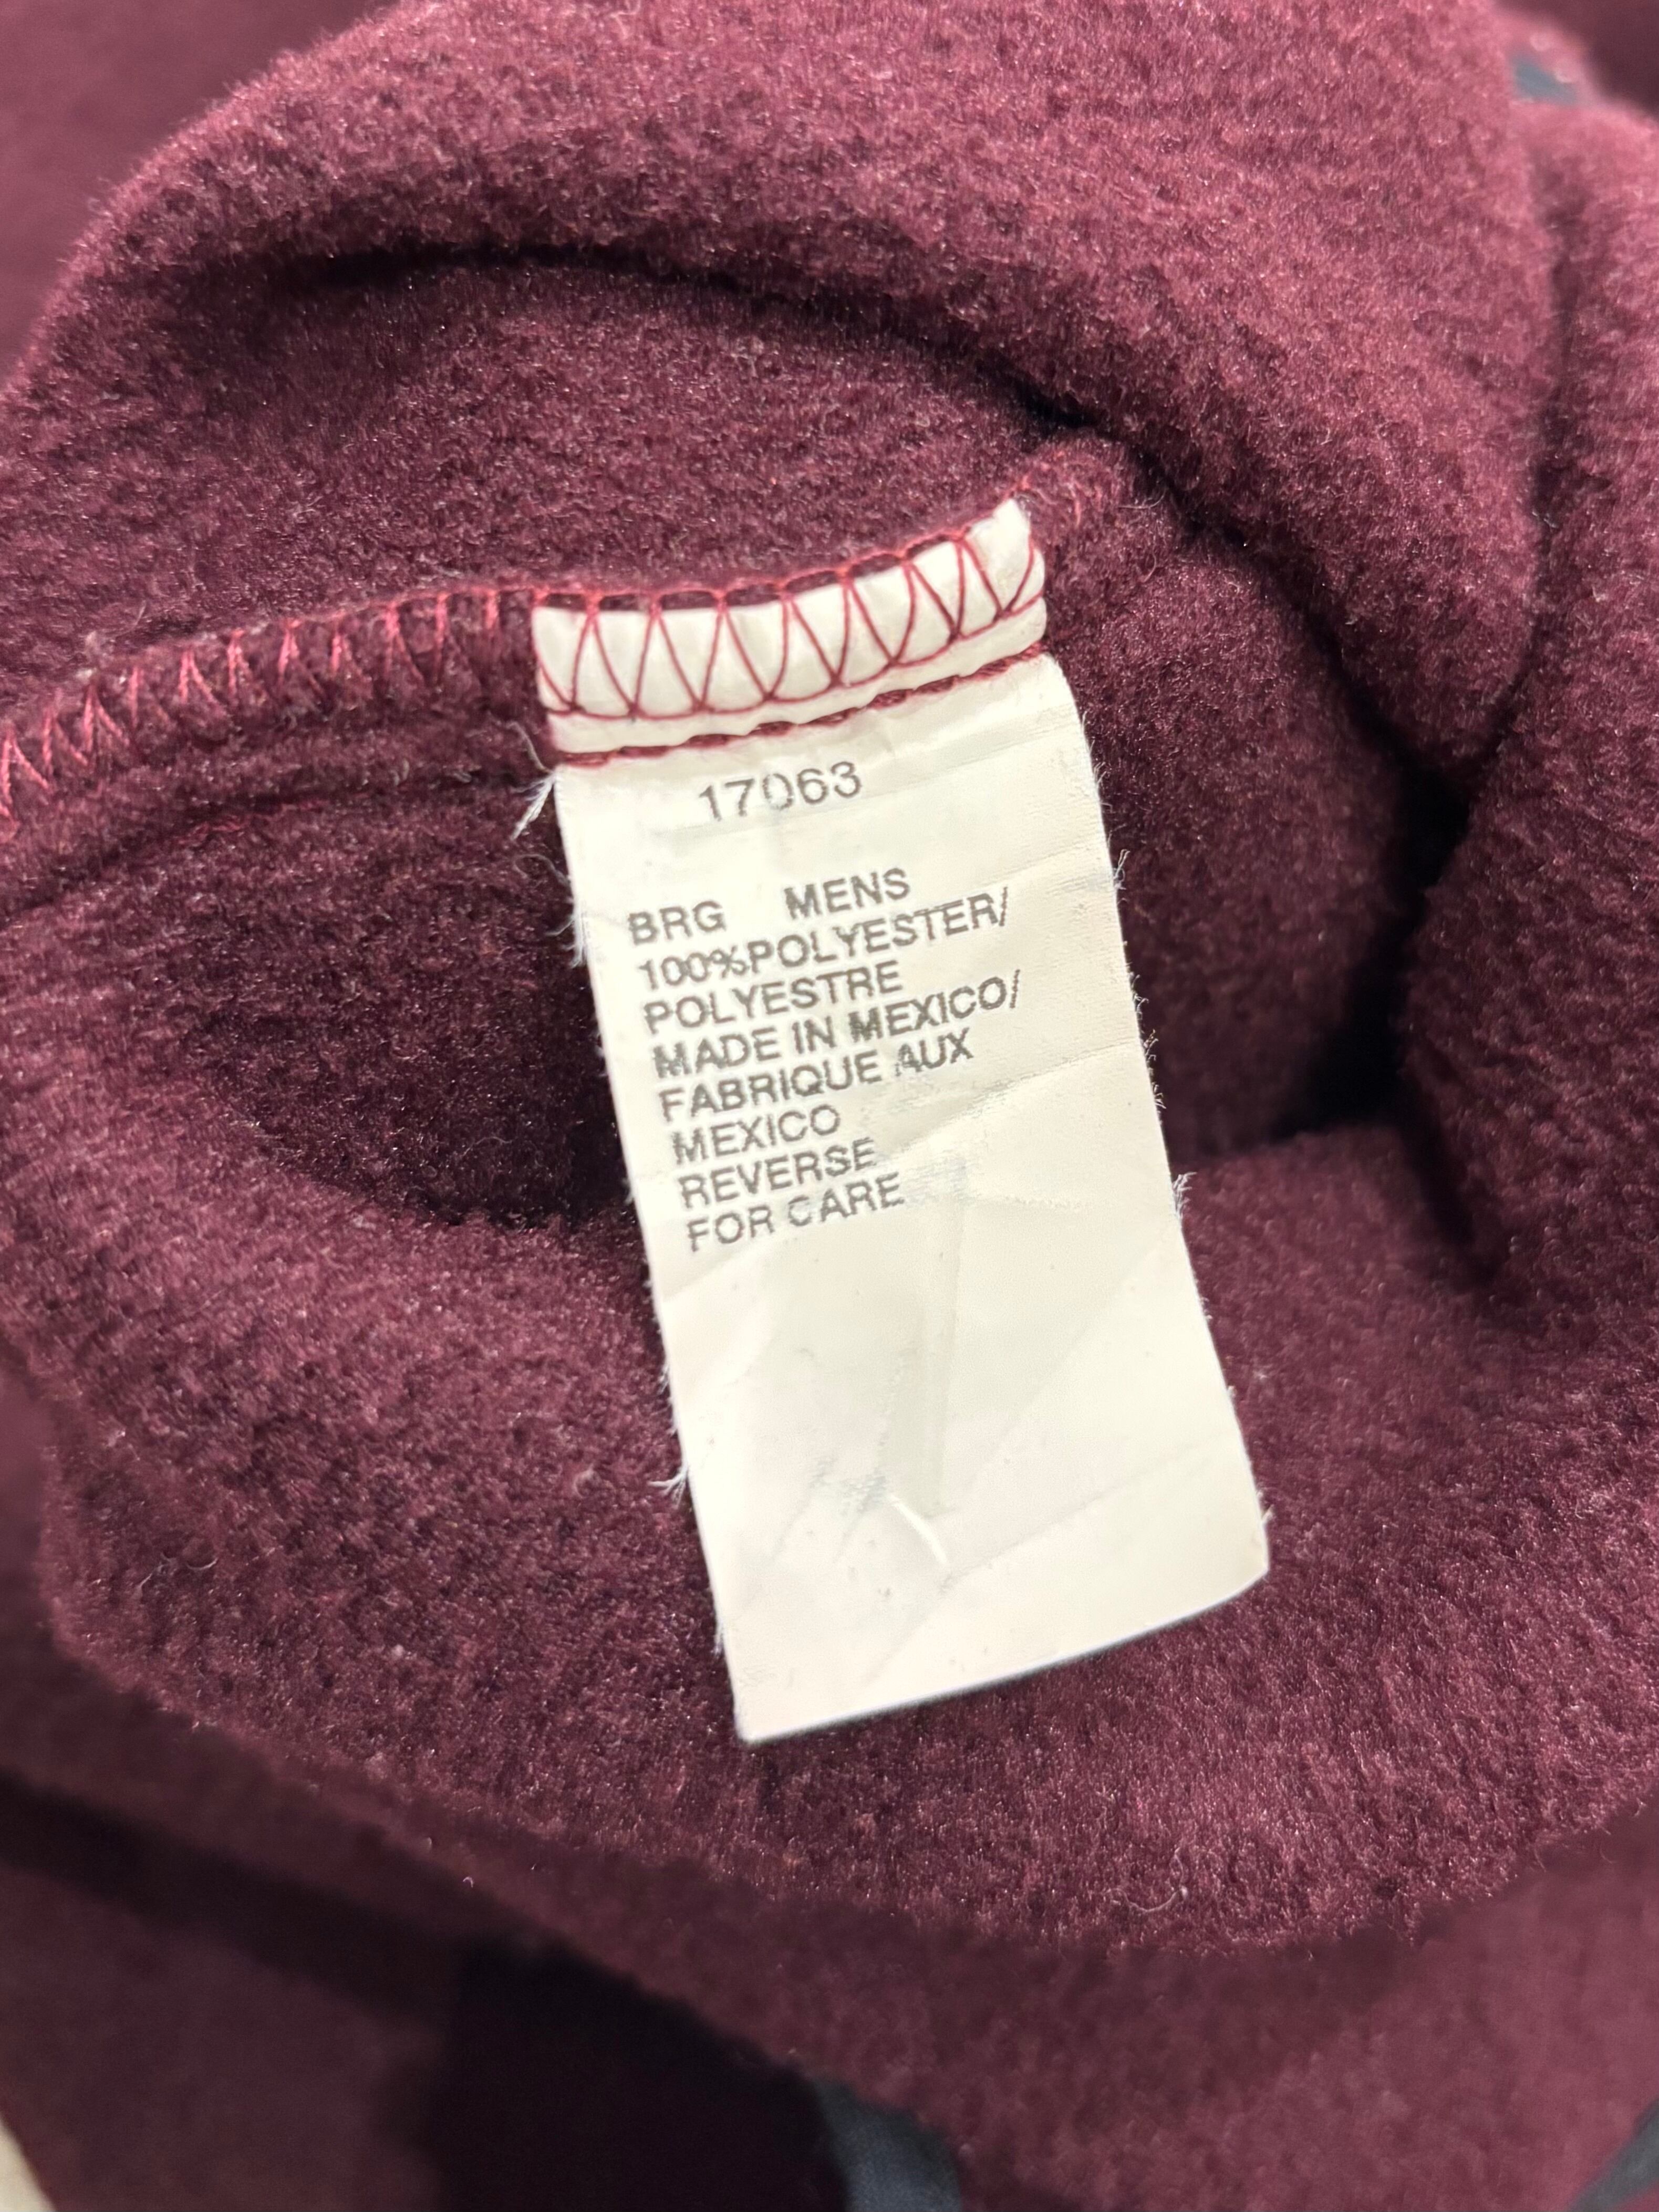 17063
BRG MENS
100%POLYESTER/
POLYESTRE
MADE IN MEXICO/
FABRIQUE AUX
MEXICO
REVERSE
FOR CARE